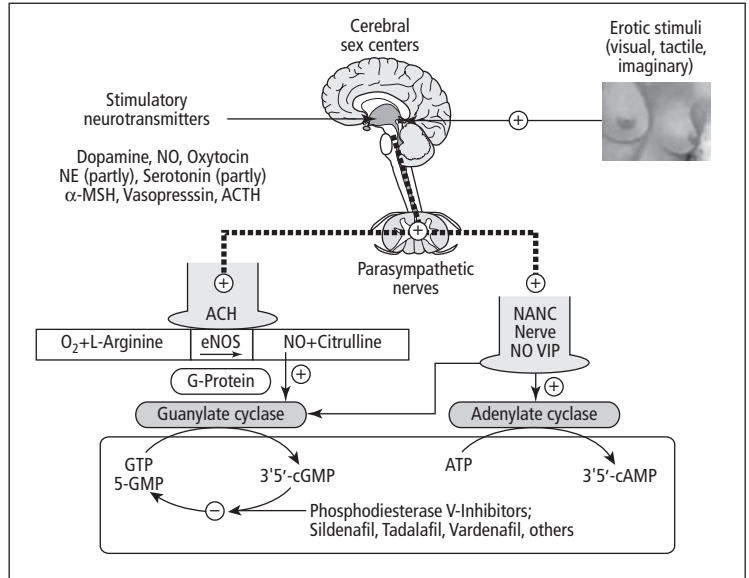 Cerebral
sex centers
Erotic stimuli
(visual, tactile,
imaginary)
Stimulatory
neurotransmitters
+
Dopamine, NO, Oxytocin
NE (partly), Serotonin (partly)
α-MSH, Vasopresssin, ACTH
+
Parasympathetic
nerves
+
+
ACH
NANC
Nerve
NO VIP
O₂+L-Arginine
eNOS
NO+Citrulline
G-Protein
+
+
Guanylate cyclase
Adenylate cyclase
GTP
5-GMP
3'5'-cGMP
ATP
3'5'-cAMP
−
Phosphodiesterase V-Inhibitors;
Sildenafil, Tadalafil, Vardenafil, others